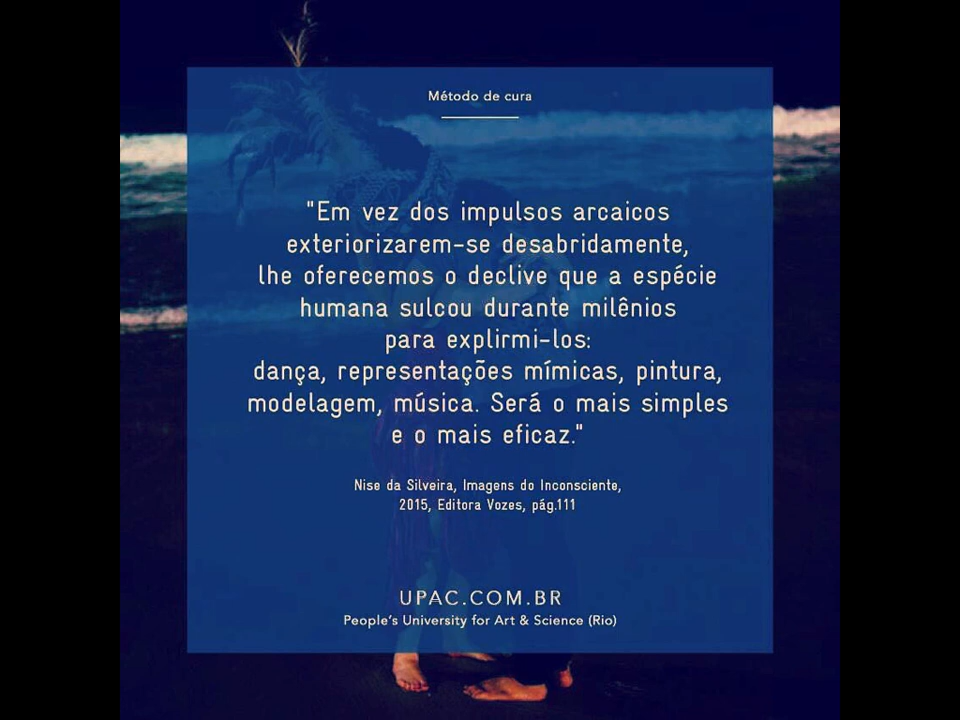 Método de cura
"Em vez dos impulsos arcaicos
exteriorizarem-se desabridamente,
lhe oferecemos o declive que a espécie
humana sulcou durante milênios
para explirmi-los:
dança, representações mímicas, pintura,
modelagem, música. Será o mais simples
e o mais eficaz."
Nise da Silveira, Imagens do Inconsciente,
2015, Editora Vozes, pág.111
UPAC.COM.BR
People's University for Art & Science (Rio)